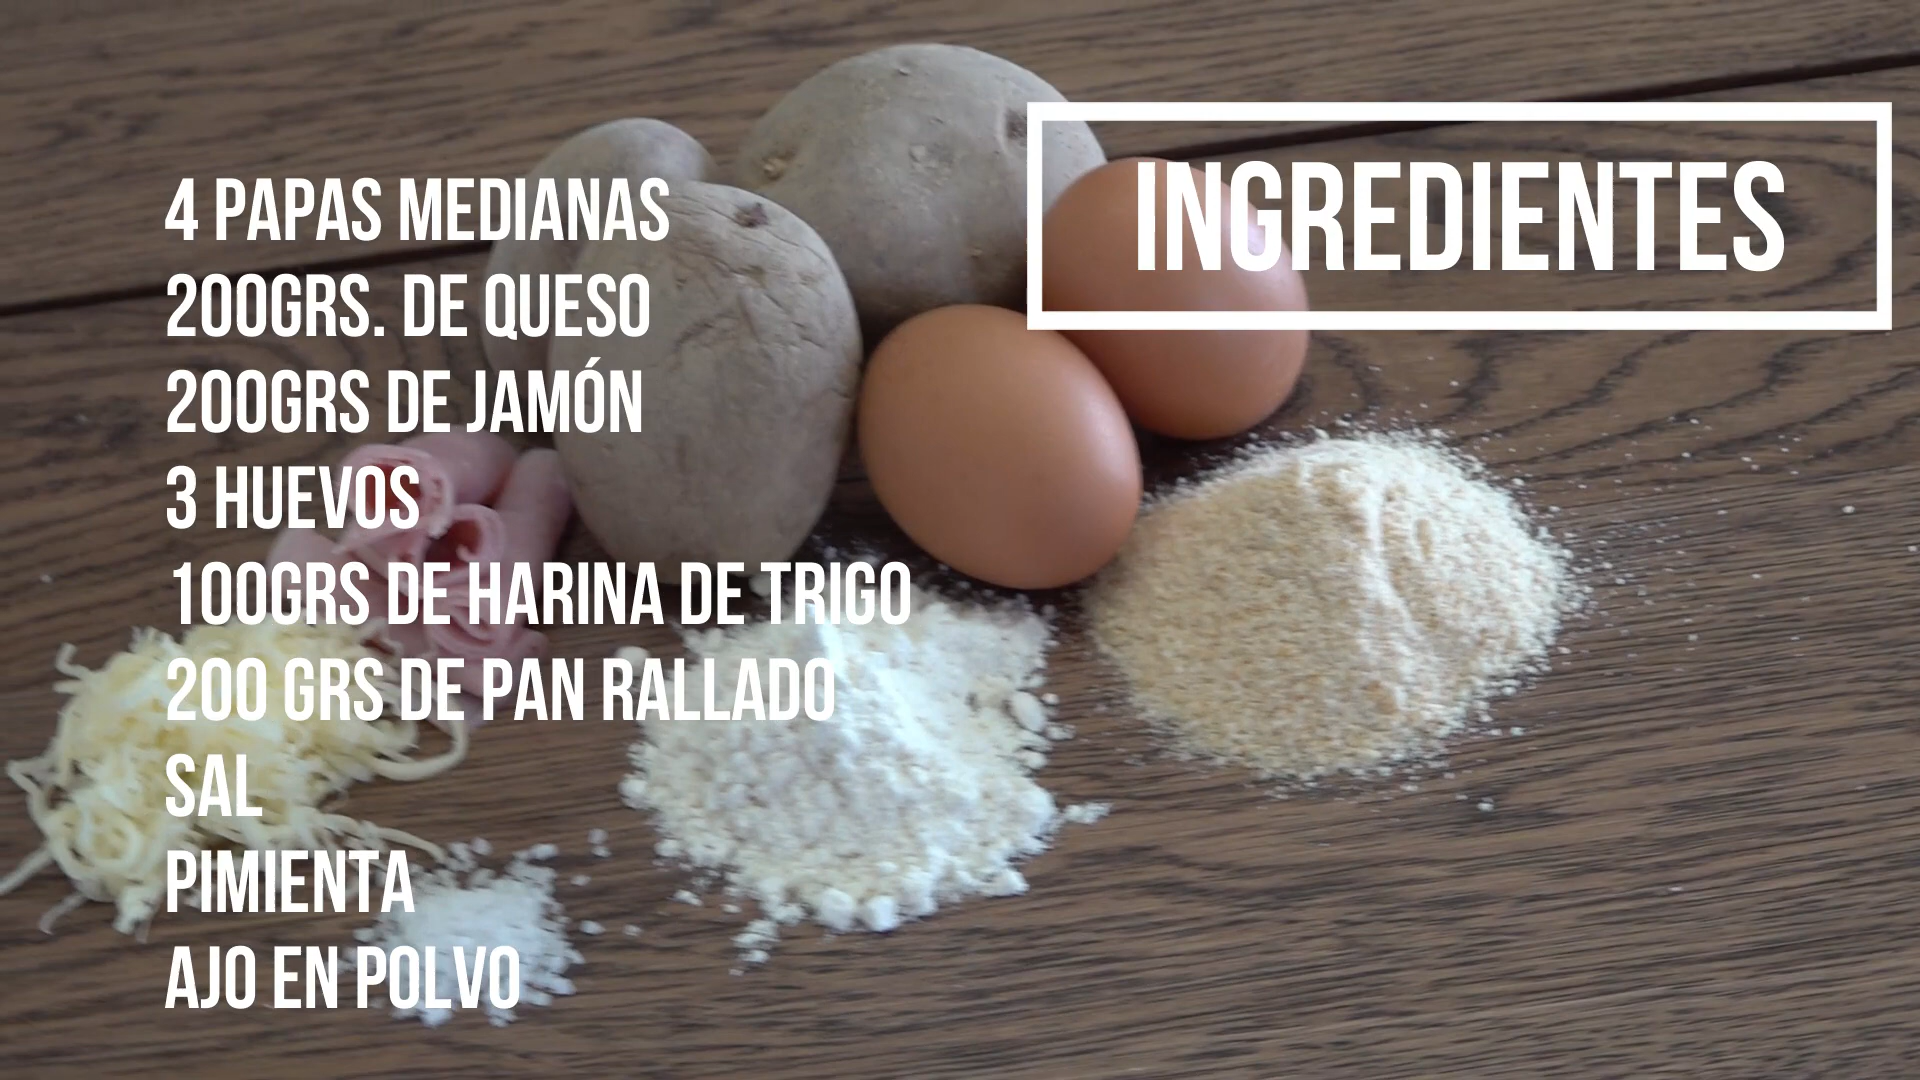 INGREDIENTES
4 PAPAS MEDIANAS
200GRS. DE QUESO
200GRS DE JAMÓN
3 HUEVOS
100GRS DE HARINA DE TRIGO
200 GRS DE PAN RALLADO
SAL
PIMIENTA
AJO EN POLVO